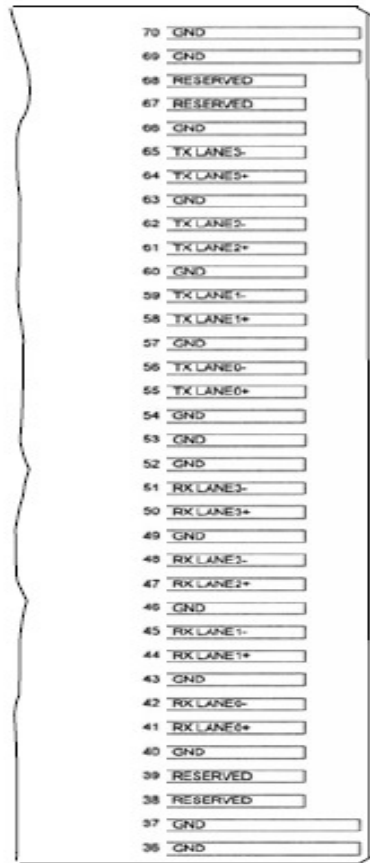 70 GND
69 GND
68 RESERVED
67 RESERVED
66 GND
65 TX LANE3-
64 TX LANE3+
63 GND
62 TX LANE2-
61 TX LANE2+
60 GND
59 TX LANE1-
58 TX LANE1+
57 GND
56 TX LANE0-
55 TX LANE0+
54 GND
53 GND
52 GND
51 RX LANE3-
50 RX LANE3+
49 GND
48 RX LANE2-
47 RX LANE2+
46 GND
45 RX LANE1-
44 RX LANE1+
43 GND
42 RX LANE0-
41 RX LANE0+
40 GND
39 RESERVED
38 RESERVED
37 GND
36 GND